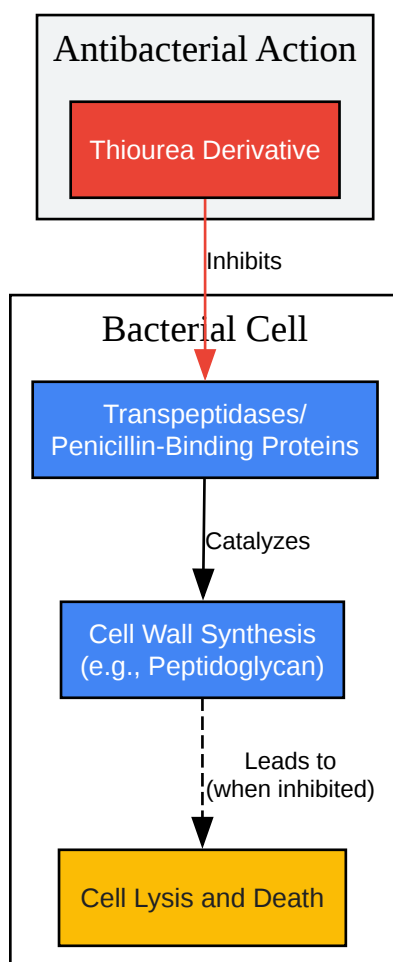 Antibacterial Action
Thiourea Derivative
Inhibits
Bacterial Cell
Transpeptidases/
Penicillin-Binding Proteins
Catalyzes
Cell Wall Synthesis
(e.g., Peptidoglycan)
Leads to
(when inhibited)
Cell Lysis and Death